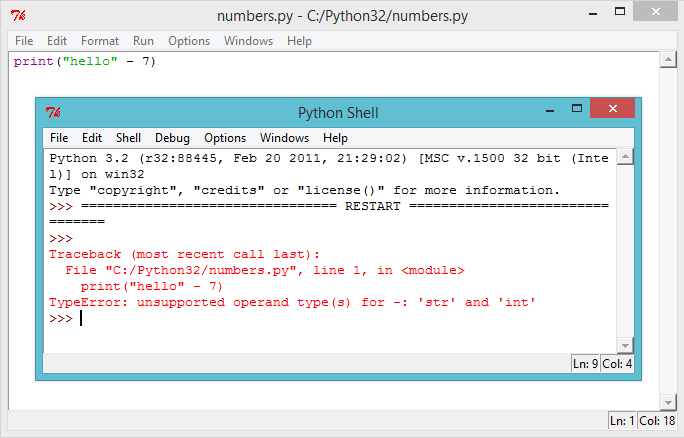 numbers.py - C:/Python32/numbers.py
File Edit Format Run Options Windows Help
print("hello" - 7)
Python Shell
File Edit Shell Debug Options Windows Help
Python 3.2 (r32:88445, Feb 20 2011, 21:29:02) [MSC v.1500 32 bit (Inte
l)] on win32
Type "copyright", "credits" or "license()" for more information.
>>> ================================ RESTART =========================
=======
>>>
Traceback (most recent call last):
  File "C:/Python32/numbers.py", line 1, in <module>
    print("hello" - 7)
TypeError: unsupported operand type(s) for -: 'str' and 'int'
>>>
Ln: 9 Col: 4
Ln: 1 Col: 18